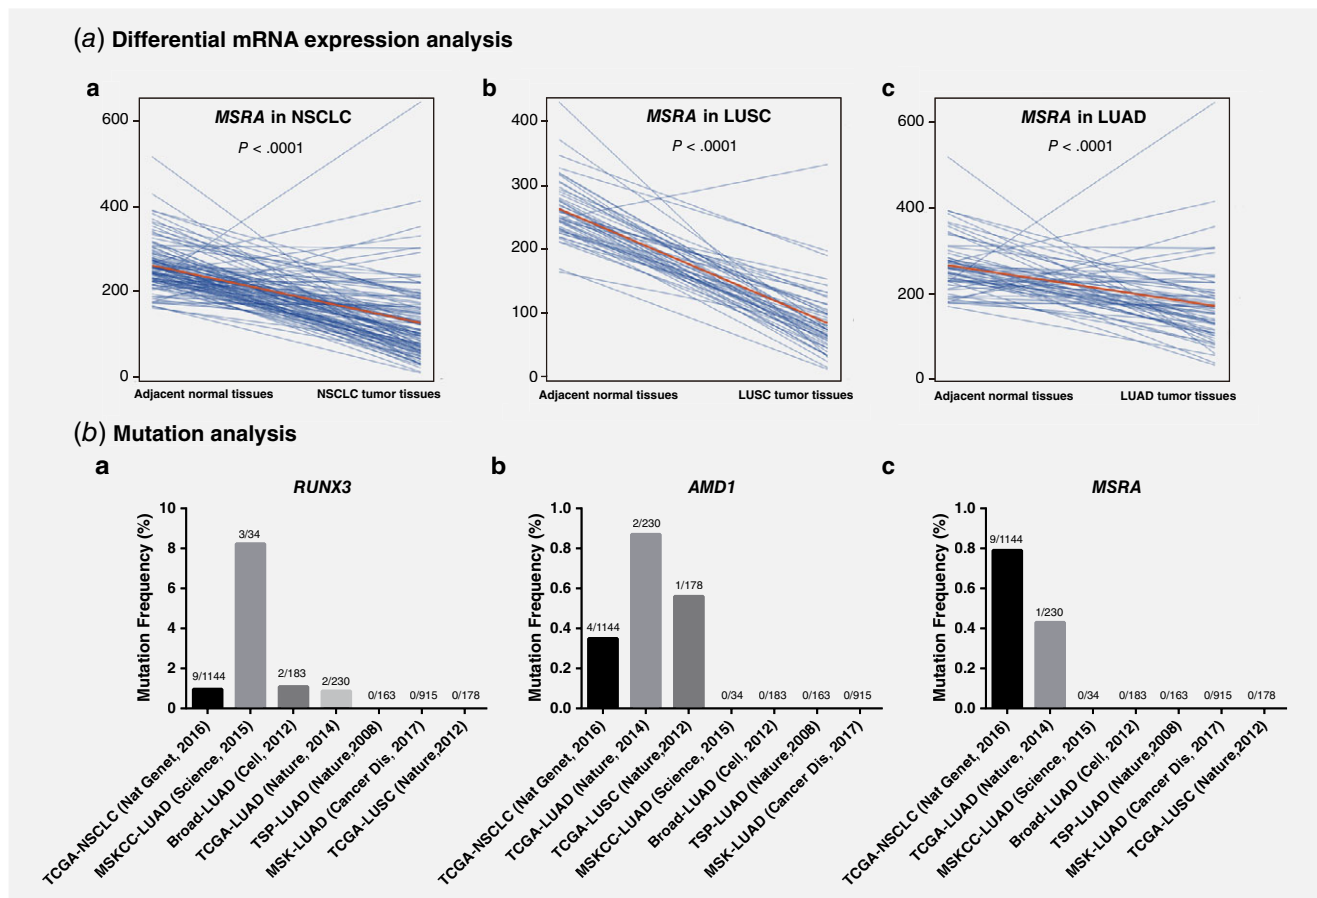 (a) Differential mRNA expression analysis
a
MSRA in NSCLC
P < .0001
600
400
200
0
Adjacent normal tissues
NSCLC tumor tissues
b
MSRA in LUSC
P < .0001
400
300
200
100
0
Adjacent normal tissues
LUSC tumor tissues
c
MSRA in LUAD
P < .0001
600
400
200
0
Adjacent normal tissues
LUAD tumor tissues
(b) Mutation analysis
a
RUNX3
Mutation Frequency (%)
10
8
6
4
2
0
9/1144
3/34
2/183
2/230
0/163
0/915
0/178
TCGA-NSCLC (Nat Genet, 2016)
MSKCC-LUAD (Science, 2015)
Broad-LUAD (Cell, 2012)
TCGA-LUAD (Nature, 2014)
TSP-LUAD (Nature,2008)
MSK-LUAD (Cancer Dis, 2017)
TCGA-LUSC (Nature,2012)
b
AMD1
Mutation Frequency (%)
1.0
0.8
0.6
0.4
0.2
0.0
4/1144
2/230
1/178
0/34
0/183
0/163
0/915
TCGA-NSCLC (Nat Genet, 2016)
TCGA-LUAD (Nature, 2014)
TCGA-LUSC (Nature,2012)
MSKCC-LUAD (Science, 2015)
Broad-LUAD (Cell, 2012)
TSP-LUAD (Nature,2008)
MSK-LUAD (Cancer Dis, 2017)
c
MSRA
Mutation Frequency (%)
1.0
0.8
0.6
0.4
0.2
0.0
9/1144
1/230
0/34
0/183
0/163
0/915
0/178
TCGA-NSCLC (Nat Genet, 2016)
TCGA-LUAD (Nature, 2014)
MSKCC-LUAD (Science, 2015)
Broad-LUAD (Cell, 2012)
TSP-LUAD (Nature,2008)
MSK-LUAD (Cancer Dis, 2017)
TCGA-LUSC (Nature,2012)